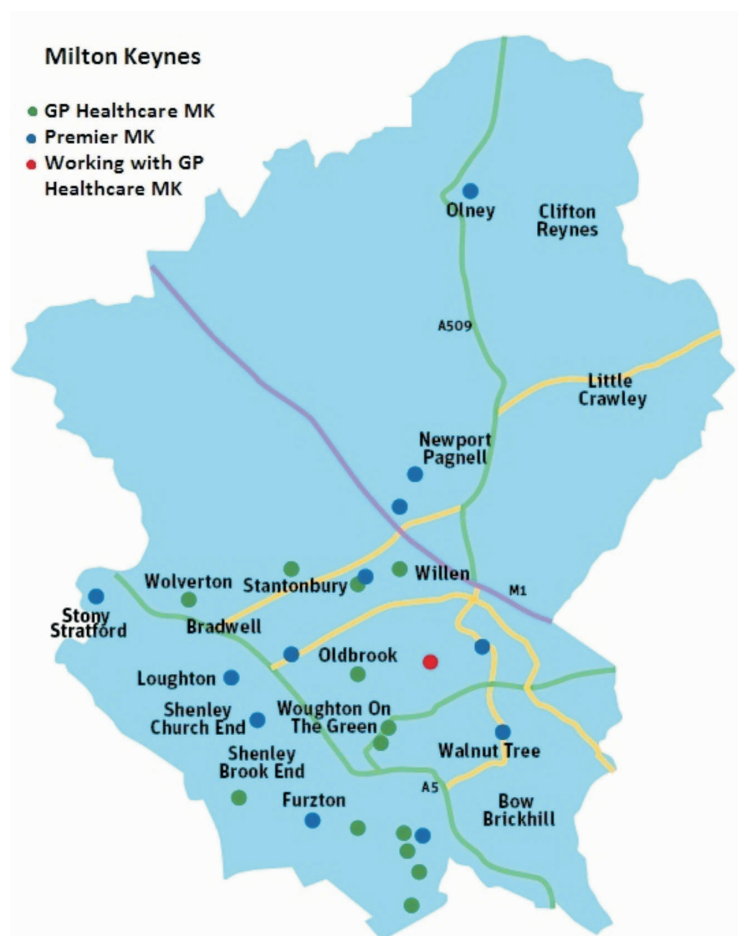 Milton Keynes
GP Healthcare MK
Premier MK
Working with GP
Healthcare MK
Olney
Clifton
Reynes
A509
Little
Crawley
Newport
Pagnell
Wolverton
Stantonbury
Willen
M1
Stony
Stratford
Bradwell
Oldbrook
Loughton
Shenley
Church End
Woughton On
The Green
Shenley
Brook End
Walnut Tree
A5
Furzton
Bow
Brickhill